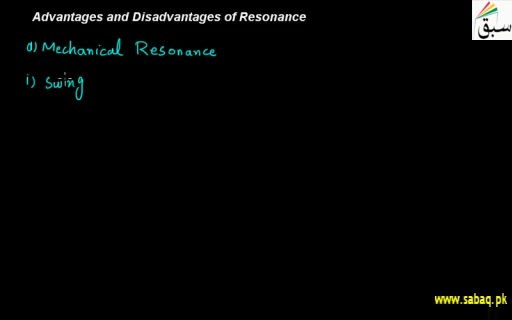 Advantages and Disadvantages of Resonance
سبق
d) Mechanical Resonance
i) Swing
www.sabaq.pk